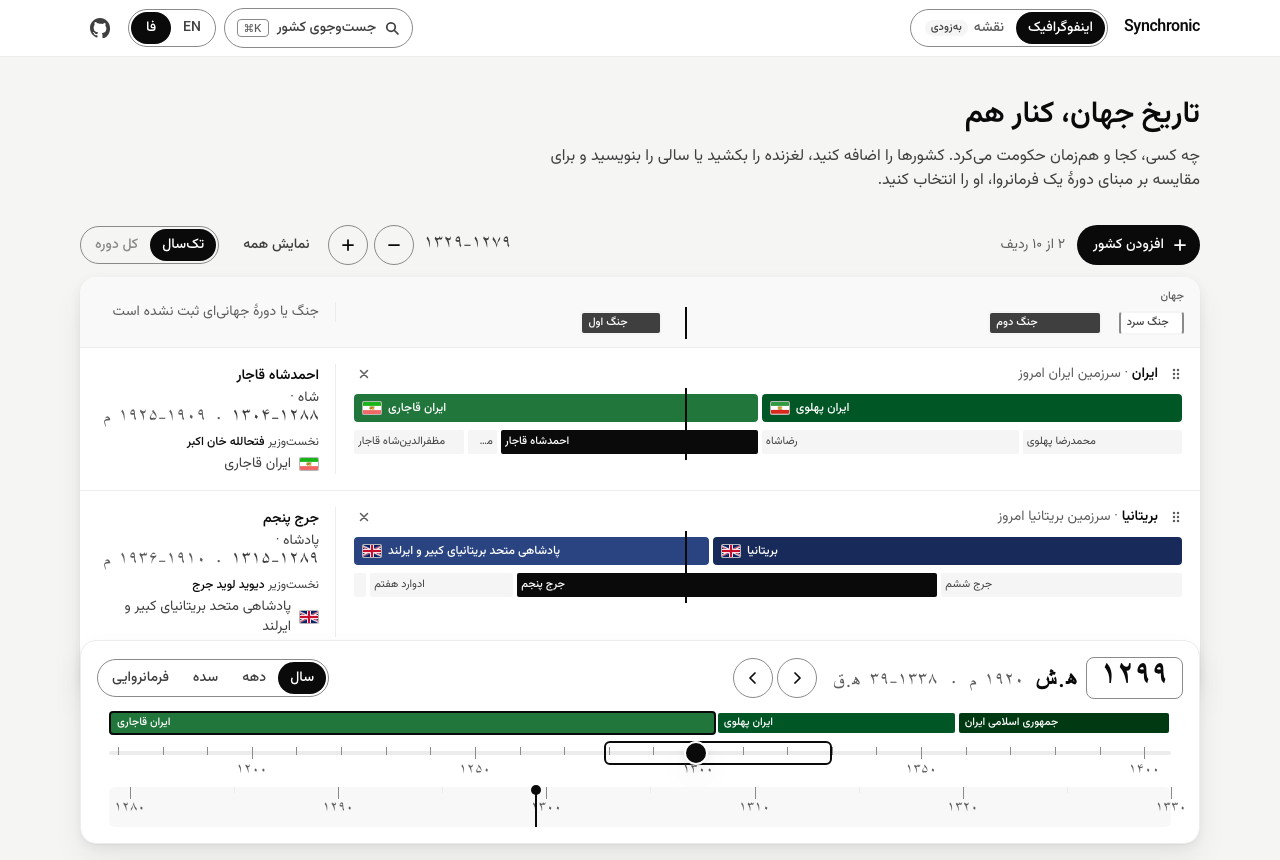 Synchronic
اینفوگرافیک
نقشه
به‌زودی
جست‌وجوی کشور
⌘K
EN
فا
تاریخ جهان، کنار هم
چه کسی، کجا و هم‌زمان حکومت می‌کرد. کشورها را اضافه کنید، لغزنده را بکشید یا سالی را بنویسید و برای
مقایسه بر مبنای دورهٔ یک فرمانروا، او را انتخاب کنید.
+ افزودن کشور
۲ از ۱۰ ردیف
۱۲۷۹–۱۳۲۹
−
+
نمایش همه
تک‌سال
کل دوره
جهان
جنگ سرد
جنگ دوم
جنگ اول
جنگ یا دورهٔ جهانی‌ای ثبت نشده است
ایران · سرزمین ایران امروز
ایران پهلوی
ایران قاجاری
محمدرضا پهلوی
رضاشاه
احمدشاه قاجار
م...
مظفرالدین‌شاه قاجار
احمدشاه قاجار
شاه ·
۱۲۸۸–۱۳۰۴ · ۱۹۰۹–۱۹۲۵ م
نخست‌وزیر فتحالله خان اکبر
ایران قاجاری
بریتانیا · سرزمین بریتانیا امروز
بریتانیا
پادشاهی متحد بریتانیای کبیر و ایرلند
جرج ششم
جرج پنجم
ادوارد هفتم
جرج پنجم
پادشاه ·
۱۲۸۹–۱۳۱۵ · ۱۹۱۰–۱۹۳۶ م
نخست‌وزیر دیوید لوید جرج
پادشاهی متحد بریتانیای کبیر و
ایرلند
۱۲۹۹
ه‍.ش
۱۹۲۰ م · ۱۳۳۸–۳۹ ه‍.ق
سال
دهه
سده
فرمانروایی
جمهوری اسلامی ایران
ایران پهلوی
ایران قاجاری
۱۲۰۰ ۱۲۵۰ ۱۳۰۰ ۱۳۵۰ ۱۴۰۰
۱۲۸۰ ۱۲۹۰ ۱۳۰۰ ۱۳۱۰ ۱۳۲۰ ۱۳۳۰